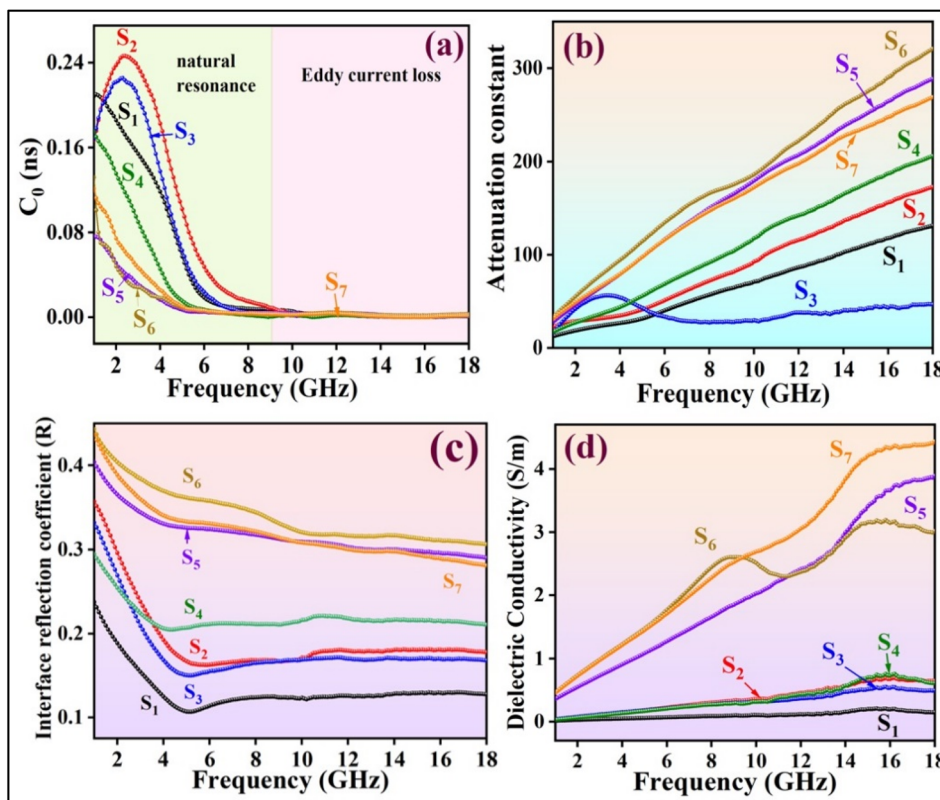 (a)
natural
resonance
Eddy current loss
S₂
S₁
S₃
S₄
S₅
S₆
S₇
0.24
0.16
0.08
0.00
C₀ (ns)
2 4 6 8 10 12 14 16 18
Frequency (GHz)
(b)
S₆
S₅
S₇
S₄
S₂
S₁
S₃
300
200
100
0
Attenuation constant
2 4 6 8 10 12 14 16 18
Frequency (GHz)
(c)
S₆
S₅
S₇
S₄
S₂
S₃
S₁
0.4
0.3
0.2
0.1
Interface reflection coefficient (R)
2 4 6 8 10 12 14 16 18
Frequency (GHz)
(d)
S₇
S₅
S₆
S₄
S₃
S₂
S₁
4
3
2
1
0
Dielectric Conductivity (S/m)
2 4 6 8 10 12 14 16 18
Frequency (GHz)